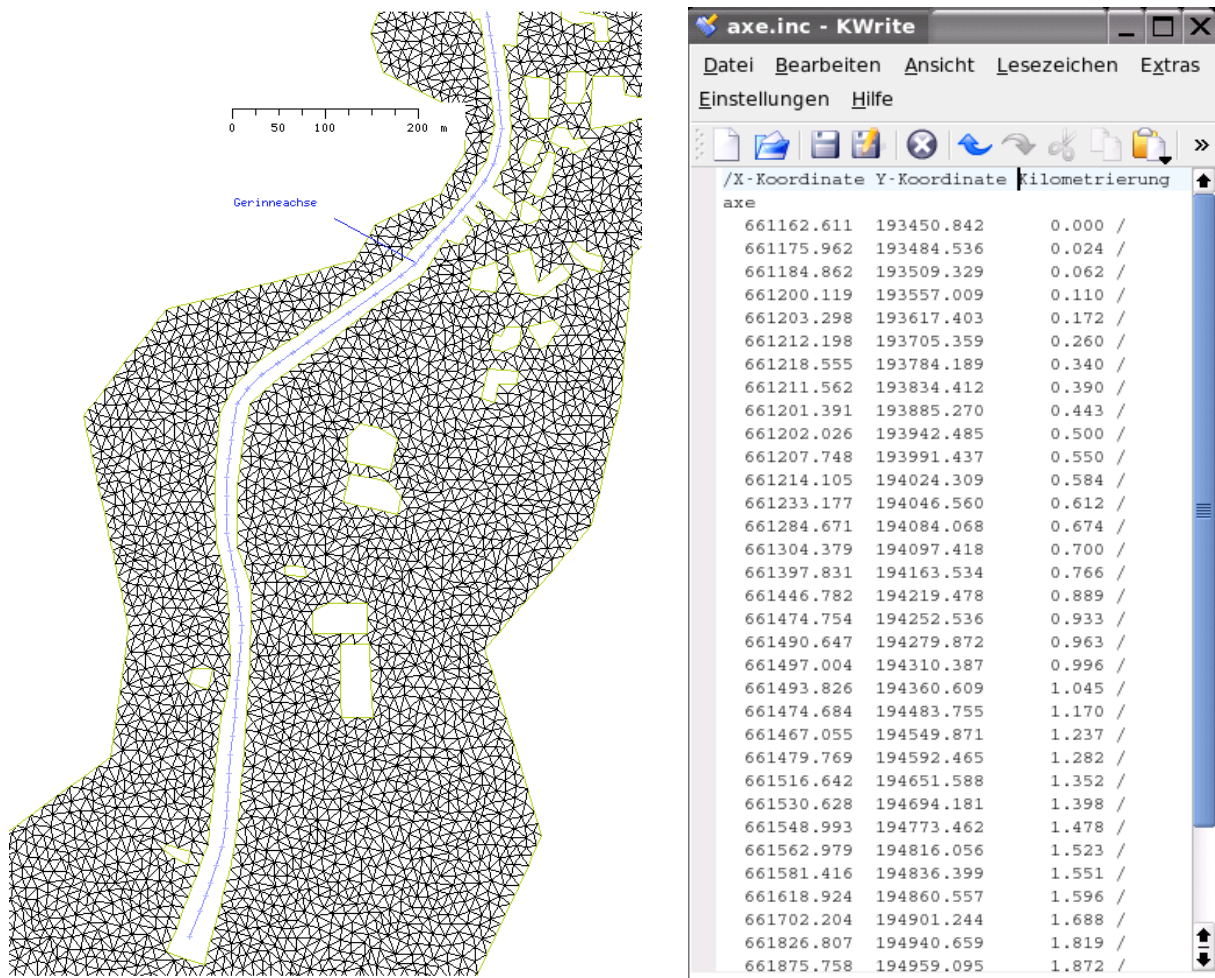 0 50 100 200 m
Gerinneachse
axe.inc - KWrite
Datei Bearbeiten Ansicht Lesezeichen Extras
Einstellungen Hilfe
»
/X-Koordinate Y-Koordinate Kilometrierung
axe
661162.611 193450.842 0.000 /
661175.962 193484.536 0.024 /
661184.862 193509.329 0.062 /
661200.119 193557.009 0.110 /
661203.298 193617.403 0.172 /
661212.198 193705.359 0.260 /
661218.555 193784.189 0.340 /
661211.562 193834.412 0.390 /
661201.391 193885.270 0.443 /
661202.026 193942.485 0.500 /
661207.748 193991.437 0.550 /
661214.105 194024.309 0.584 /
661233.177 194046.560 0.612 /
661284.671 194084.068 0.674 /
661304.379 194097.418 0.700 /
661397.831 194163.534 0.766 /
661446.782 194219.478 0.889 /
661474.754 194252.536 0.933 /
661490.647 194279.872 0.963 /
661497.004 194310.387 0.996 /
661493.826 194360.609 1.045 /
661474.684 194483.755 1.170 /
661467.055 194549.871 1.237 /
661479.769 194592.465 1.282 /
661516.642 194651.588 1.352 /
661530.628 194694.181 1.398 /
661548.993 194773.462 1.478 /
661562.979 194816.056 1.523 /
661581.416 194836.399 1.551 /
661618.924 194860.557 1.596 /
661702.204 194901.244 1.688 /
661826.807 194940.659 1.819 /
661875.758 194959.095 1.872 /